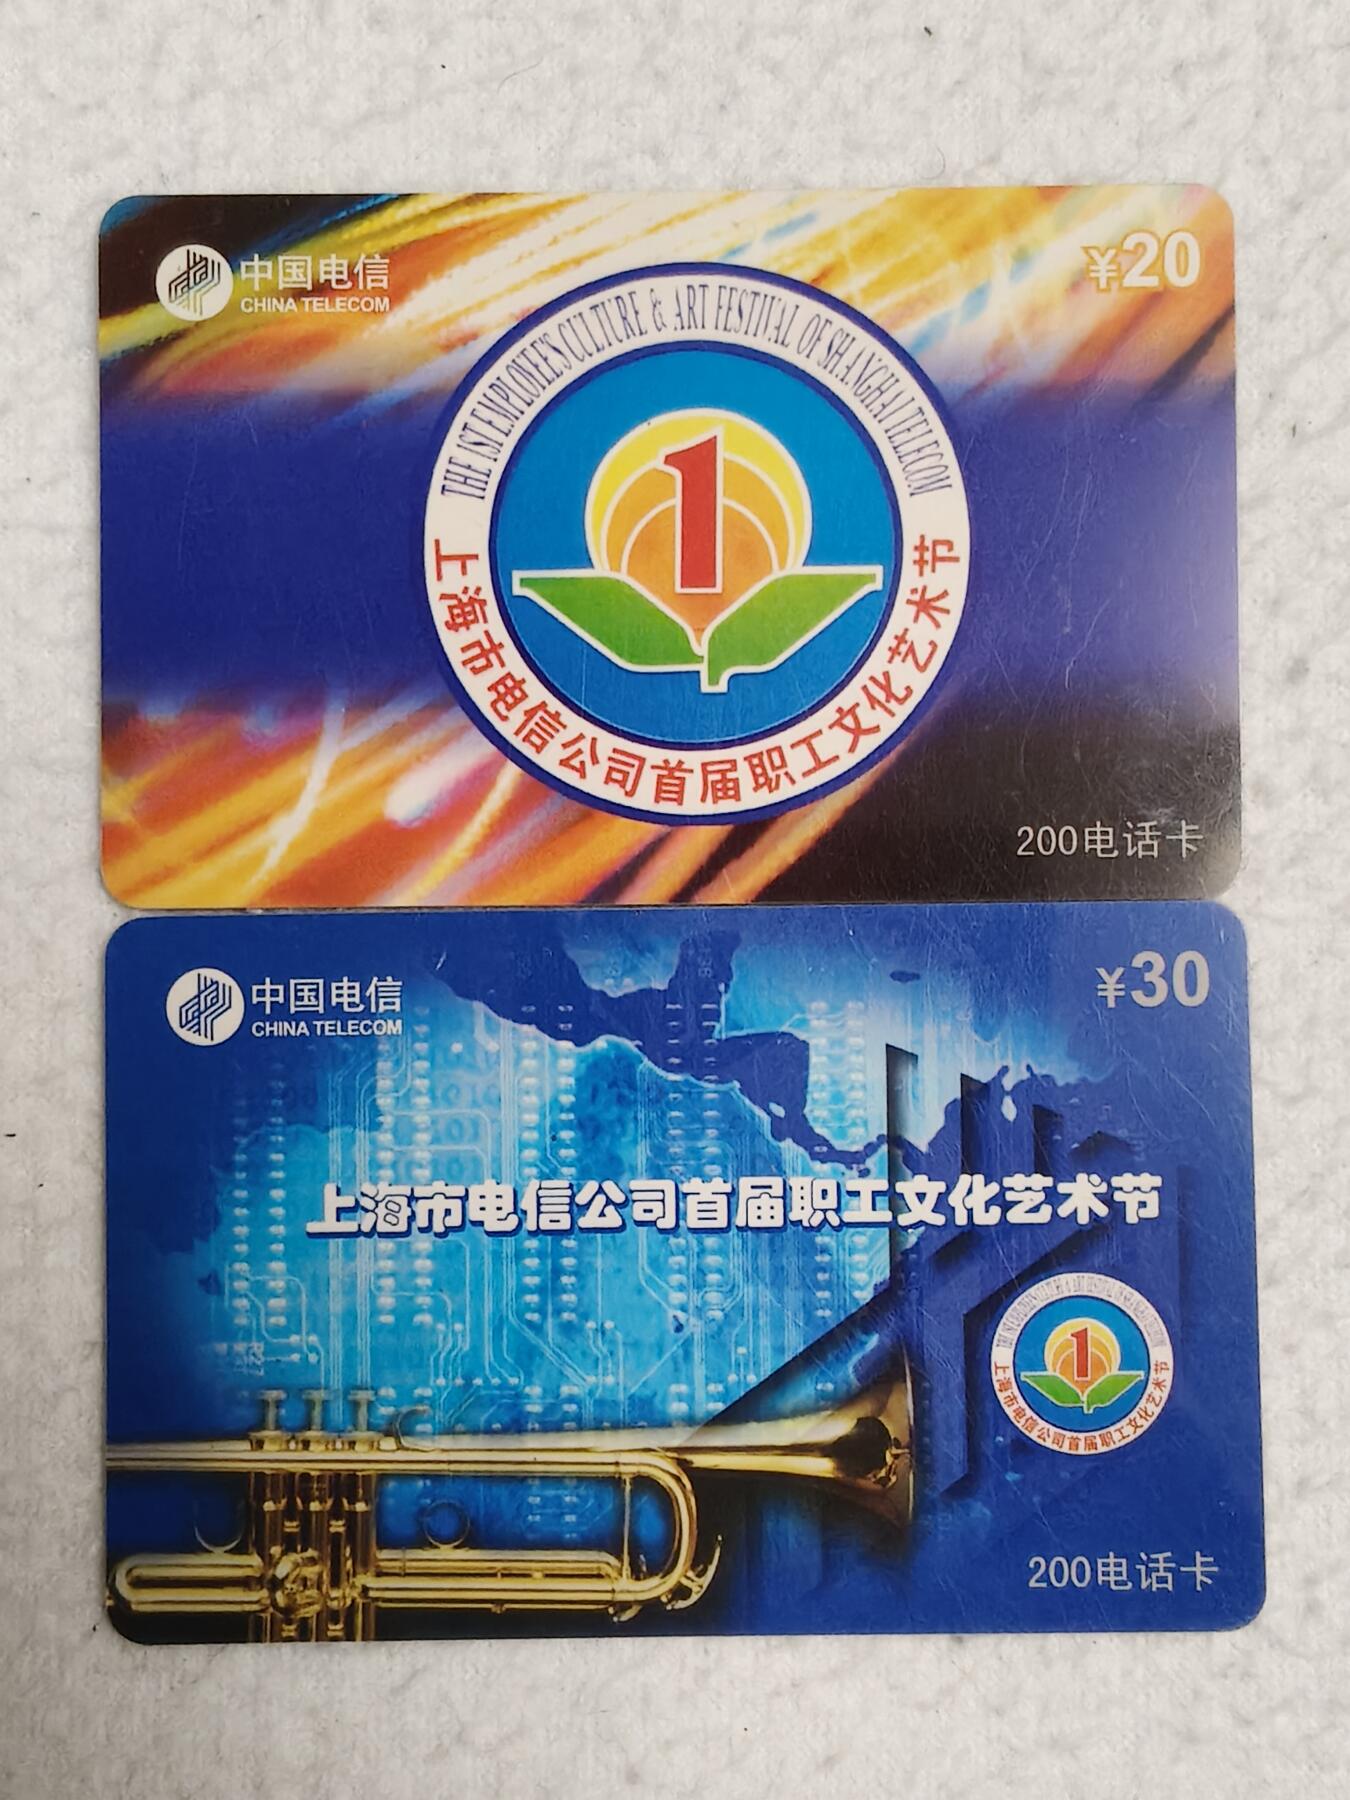 中国电信
CHINA TELECOM
¥20
THE 1ST EMPLOYEE'S CULTURE & ART FESTIVAL OF SHANGHAI TELECOM
1
上海市电信公司首届职工文化艺术节
200电话卡
中国电信
CHINA TELECOM
¥30
上海市电信公司首届职工文化艺术节
1
上海市电信公司首届职工文化艺术节
200电话卡